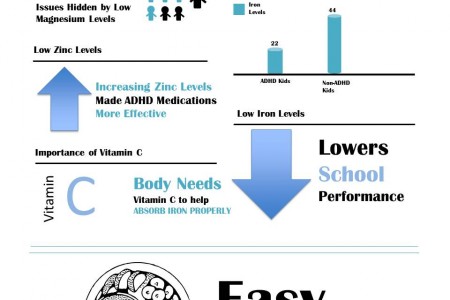 Issues Hidden by Low
Magnesium Levels
Iron
Levels
44
22
ADHD Kids
Non-ADHD
Kids
Low Zinc Levels
Increasing Zinc Levels
Made ADHD Medications
More Effective
Low Iron Levels
Lowers
School
Performance
Importance of Vitamin C
Vitamin
C
Body Needs
Vitamin C to help
ABSORB IRON PROPERLY
Easy